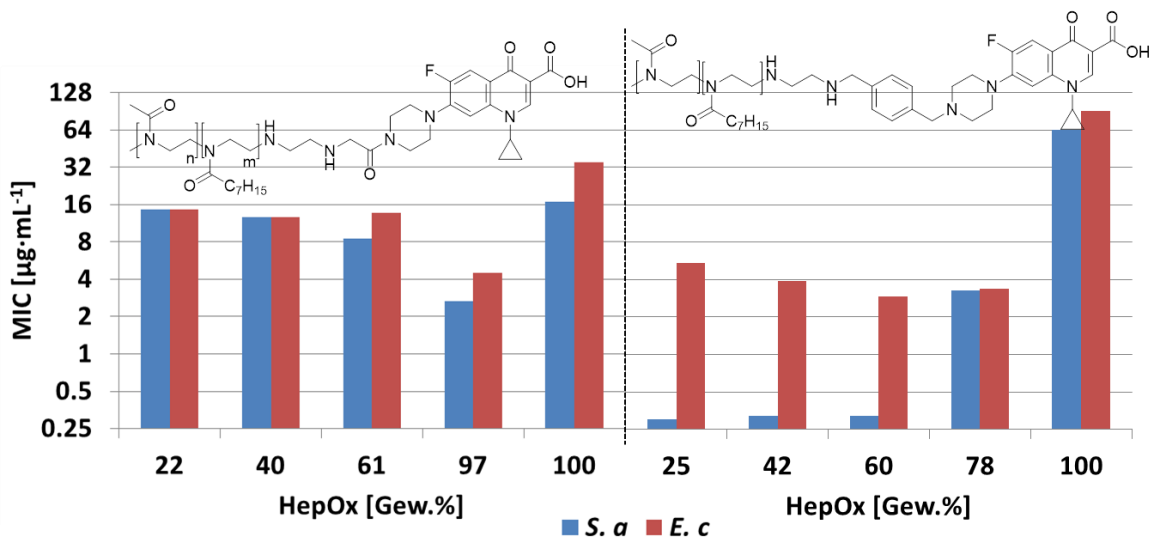 O
F
O
O
OH
N
N
N
O
N
n
N
m
H
N
N
H
O
O
C₇H₁₅
O
F
O
O
OH
N
N
N
O
N
N
H
N
N
H
O
C₇H₁₅
MIC [µg·mL⁻¹]
128
64
32
16
8
4
2
1
0.5
0.25
22 40 61 97 100 25 42 60 78 100
HepOx [Gew.%] HepOx [Gew.%]
S. a E. c